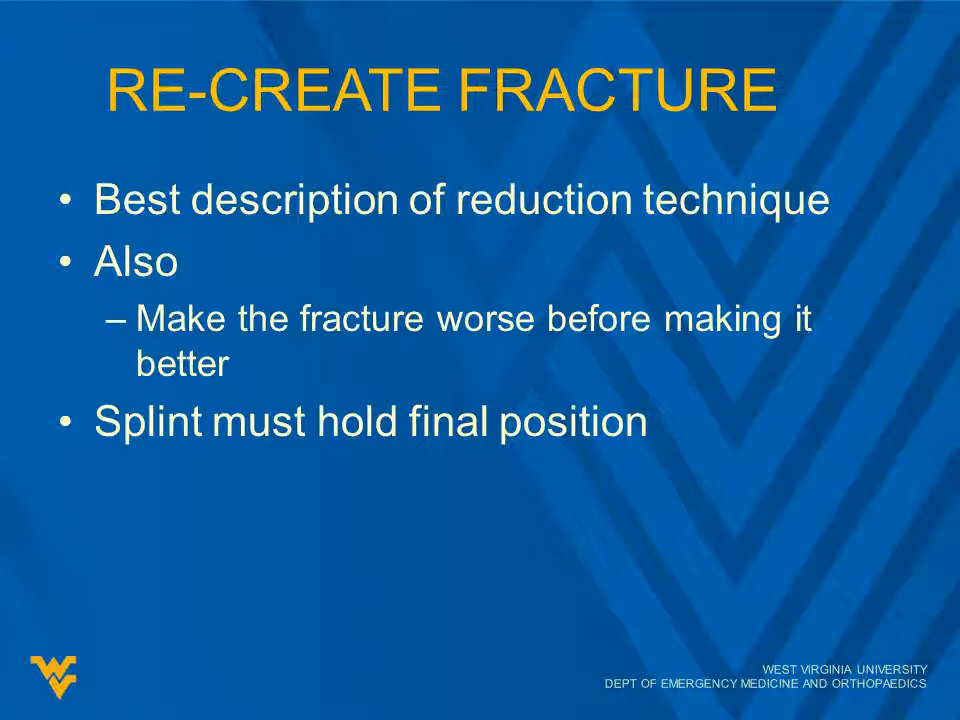 RE-CREATE FRACTURE
• Best description of reduction technique
• Also
– Make the fracture worse before making it
better
• Splint must hold final position
WEST VIRGINIA UNIVERSITY
DEPT OF EMERGENCY MEDICINE AND ORTHOPAEDICS